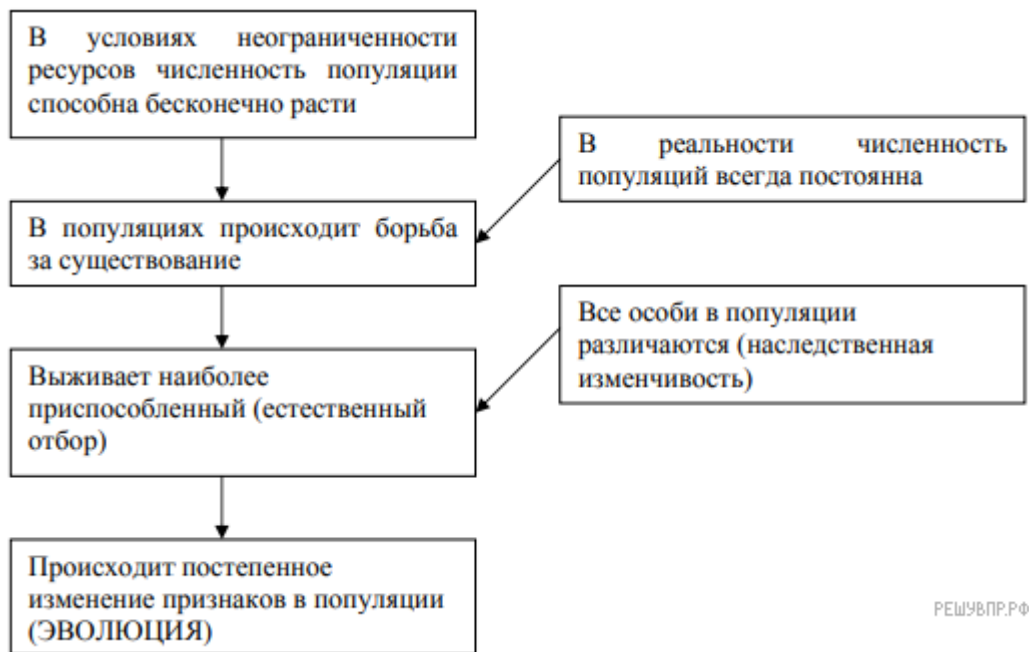 В условиях неограниченности
ресурсов численность популяции
способна бесконечно расти
В реальности численность
популяций всегда постоянна
В популяциях происходит борьба
за существование
Все особи в популяции
различаются (наследственная
изменчивость)
Выживает наиболее
приспособленный (естественный
отбор)
Происходит постепенное
изменение признаков в популяции
(ЭВОЛЮЦИЯ)
РЕШУВПР.РФ